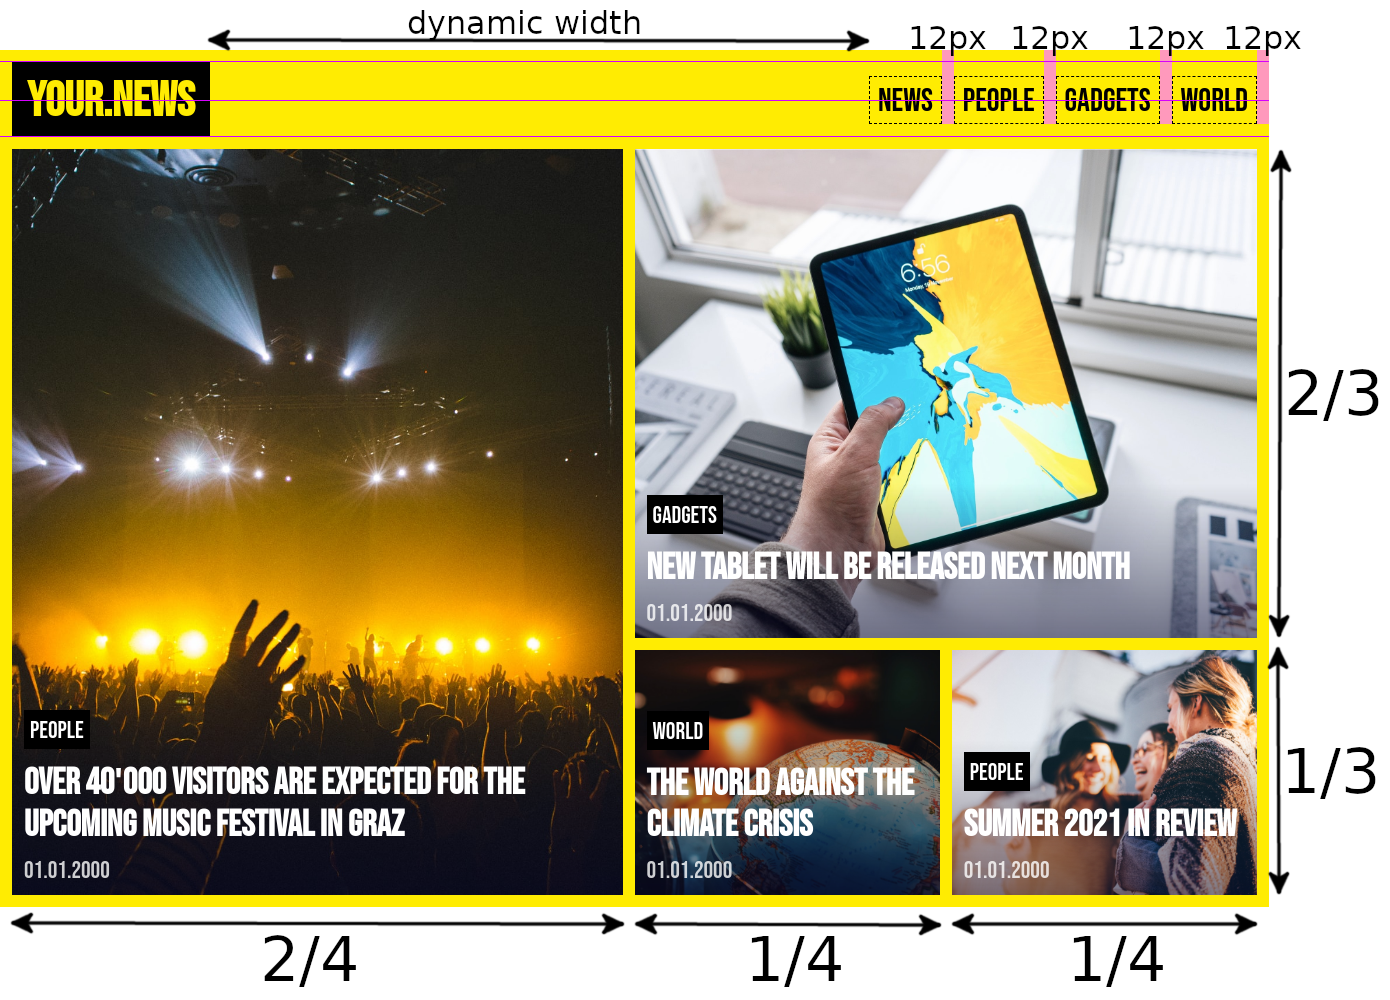 dynamic width
12px 12px 12px 12px
YOUR.NEWS
NEWS PEOPLE GADGETS WORLD
6:56
2/3
GADGETS
NEW TABLET WILL BE RELEASED NEXT MONTH
01.01.2000
PEOPLE
OVER 40'000 VISITORS ARE EXPECTED FOR THE
UPCOMING MUSIC FESTIVAL IN GRAZ
01.01.2000
WORLD
THE WORLD AGAINST THE
CLIMATE CRISIS
01.01.2000
PEOPLE
SUMMER 2021 IN REVIEW
01.01.2000
1/3
2/4 1/4 1/4